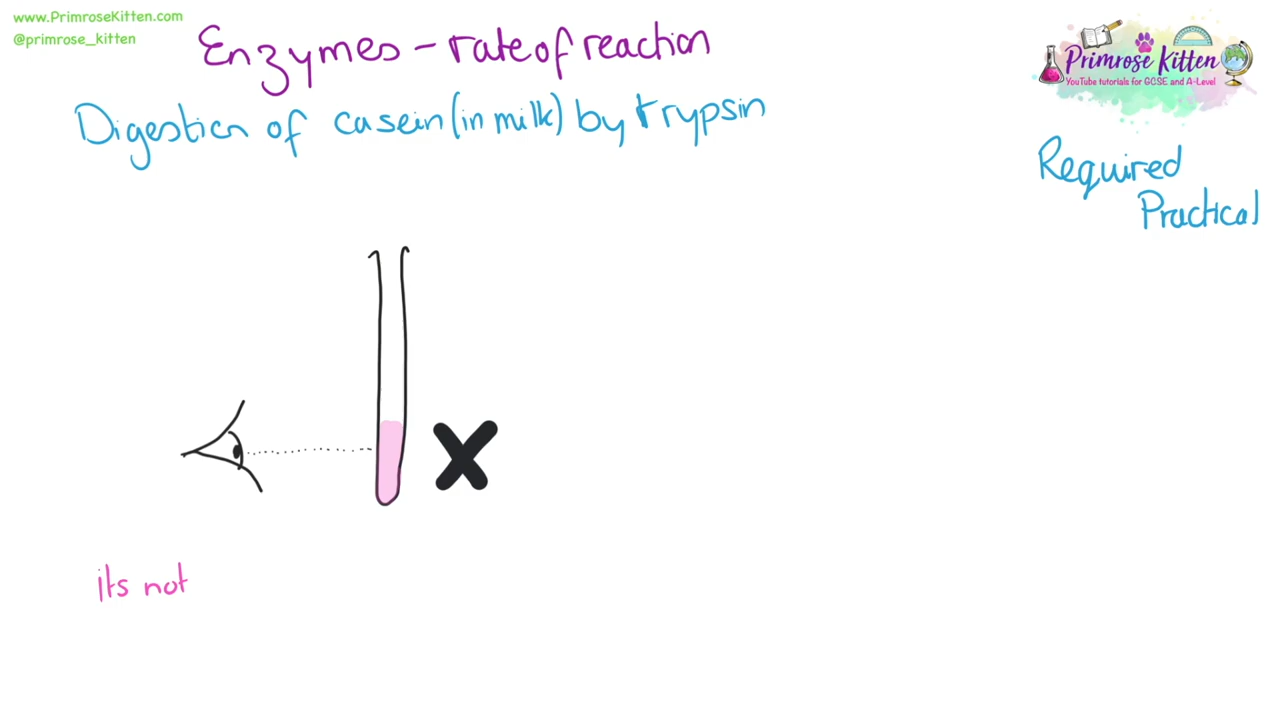 www.PrimroseKitten.com
@primrose_kitten
Enzymes - rate of reaction
Digestion of casein (in milk) by trypsin
Primrose Kitten
YouTube tutorials for GCSE and A-Level
Required
Practical
X
its not